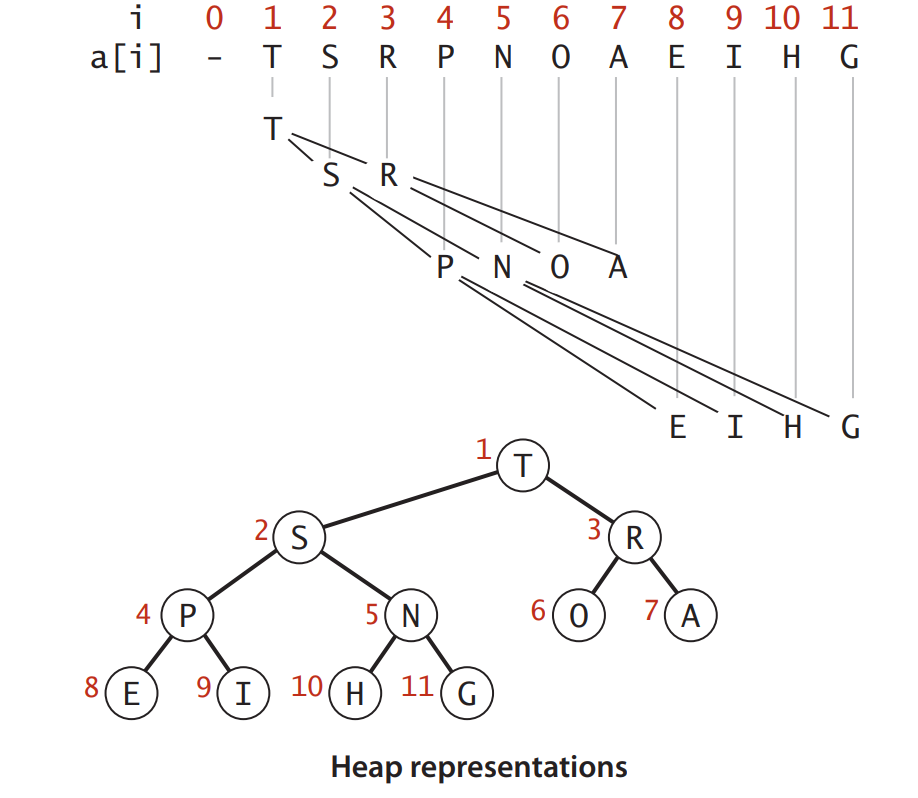 i 0 1 2 3 4 5 6 7 8 9 10 11
a[i] - T S R P N O A E I H G
T
S R
P N O A
E I H G
1 T
2 S 3 R
4 P 5 N 6 O 7 A
8 E 9 I 10 H 11 G
Heap representations